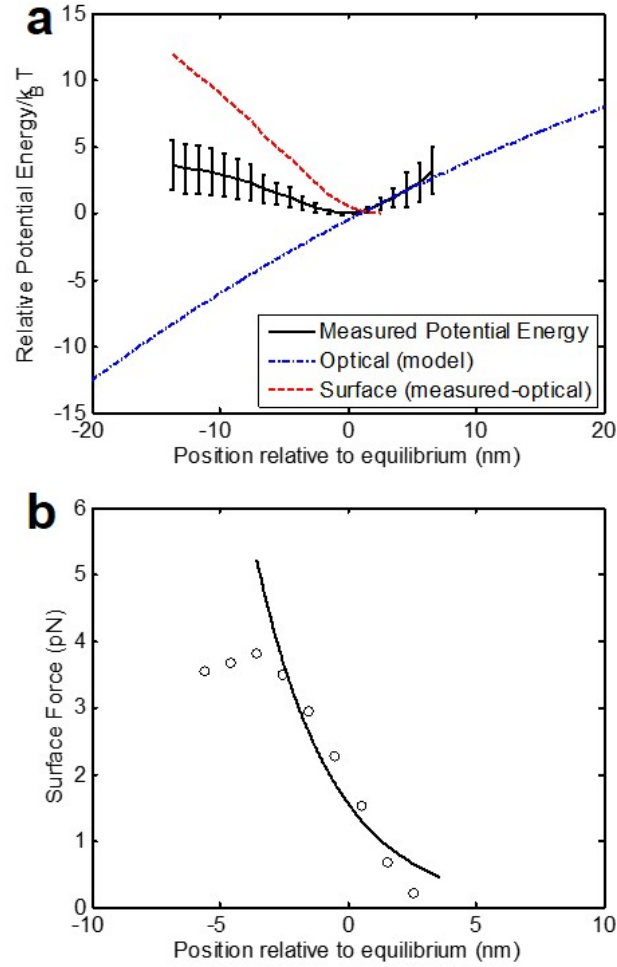 a
Relative Potential Energy/k_BT
15
10
5
0
-5
-10
-15
Measured Potential Energy
Optical (model)
Surface (measured-optical)
-20
-10
0
10
20
Position relative to equilibrium (nm)
b
Surface Force (pN)
6
5
4
3
2
1
0
-10
-5
0
5
10
Position relative to equilibrium (nm)